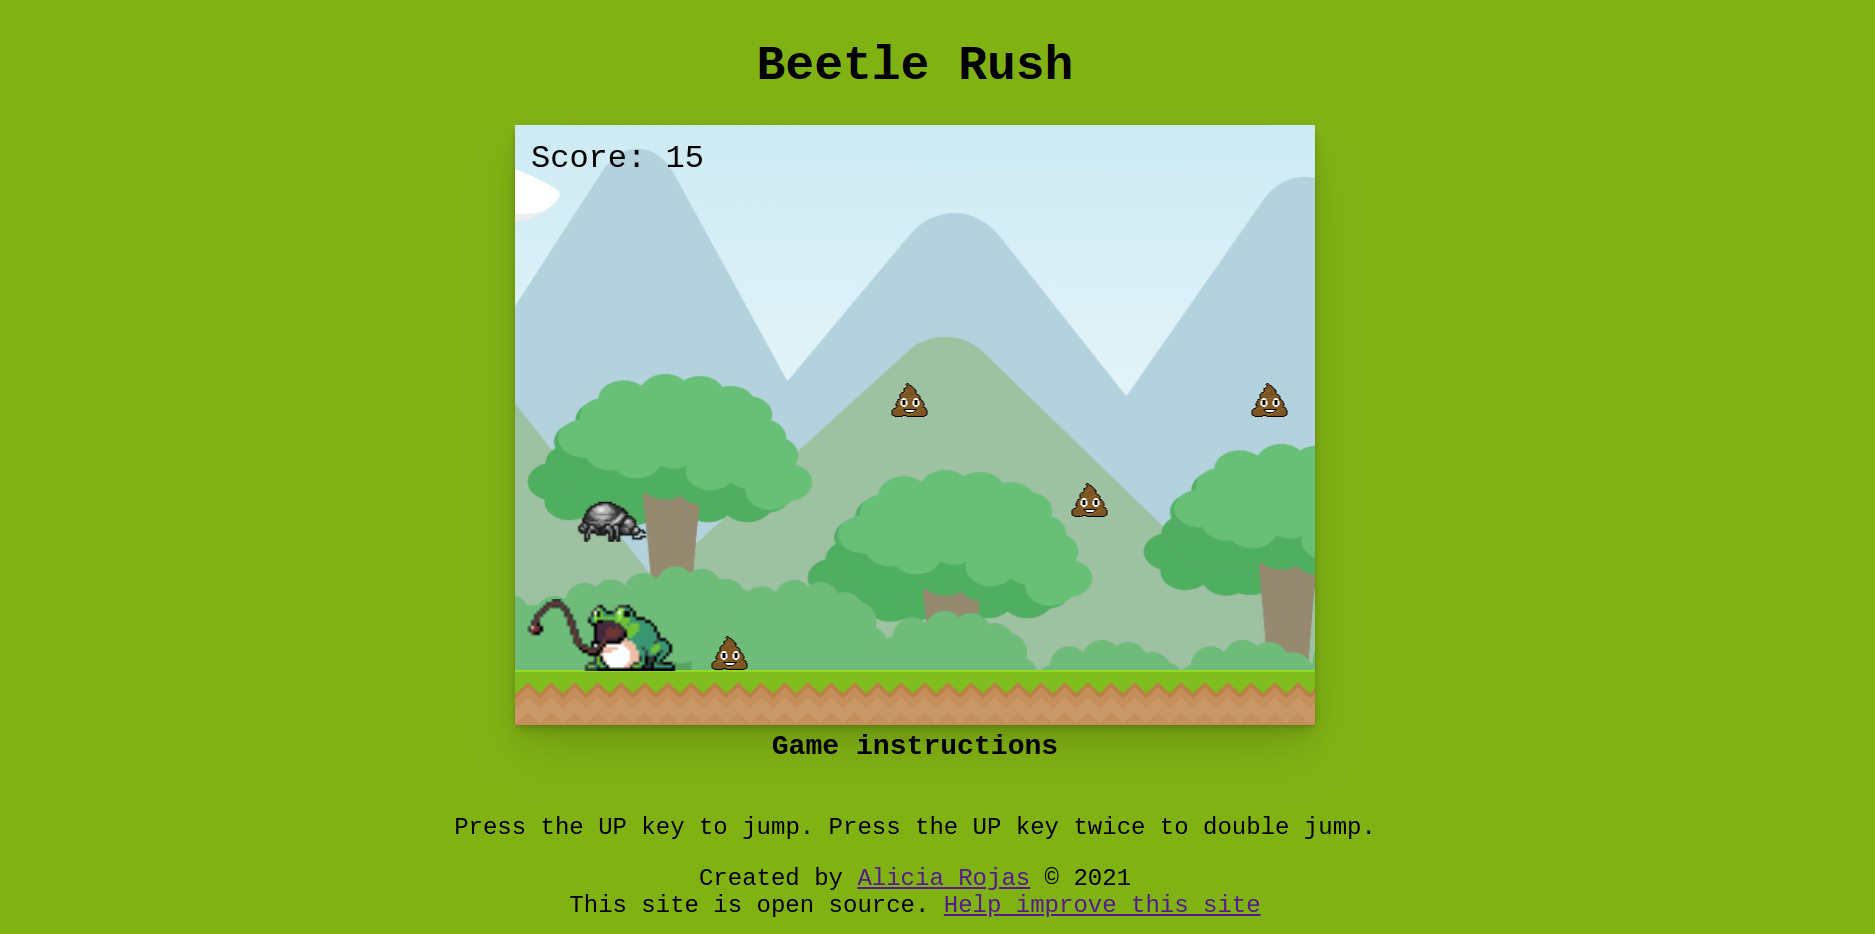 Beetle Rush
Score: 15
Game instructions
Press the UP key to jump. Press the UP key twice to double jump.
Created by Alicia Rojas © 2021
This site is open source. Help improve this site